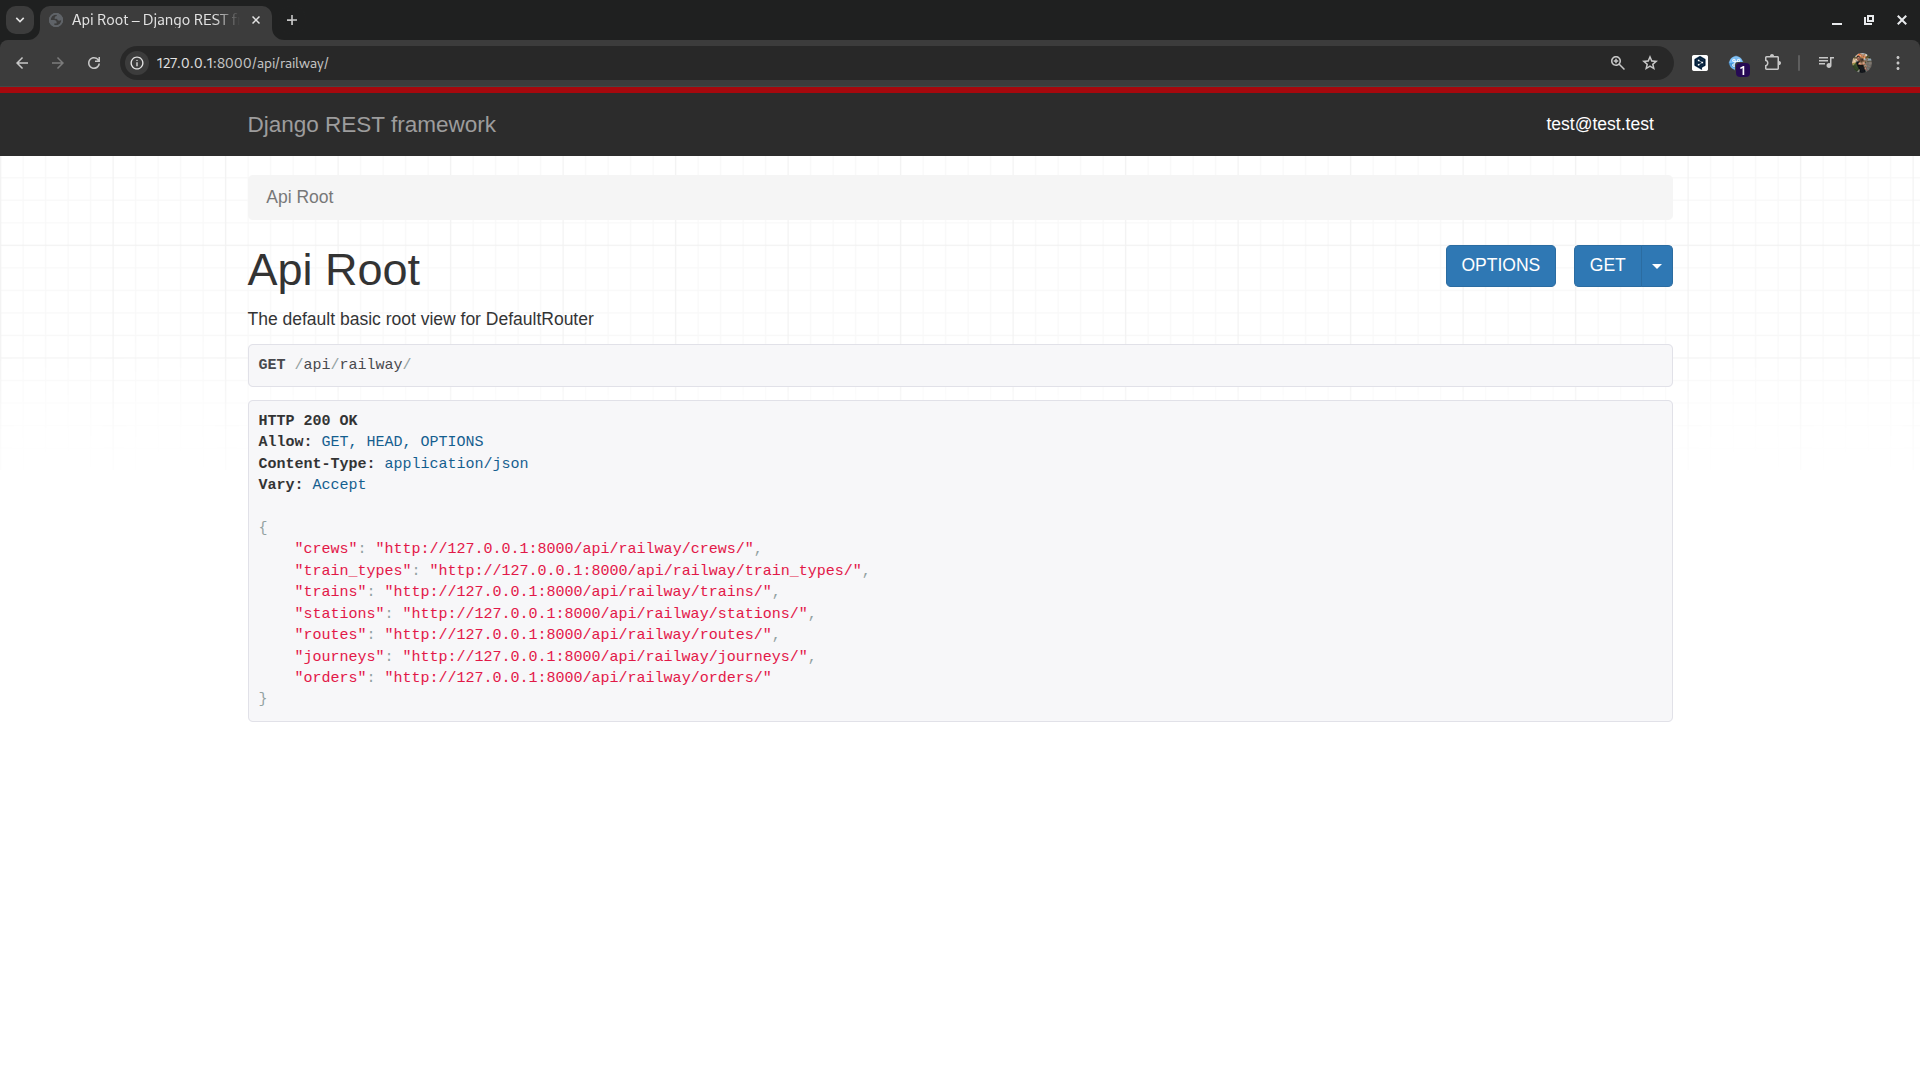 Api Root – Django REST f
127.0.0.1:8000/api/railway/
1
Django REST framework
test@test.test
Api Root
Api Root
OPTIONS
GET
The default basic root view for DefaultRouter
GET /api/railway/
HTTP 200 OK
Allow: GET, HEAD, OPTIONS
Content-Type: application/json
Vary: Accept
{
    "crews": "http://127.0.0.1:8000/api/railway/crews/",
    "train_types": "http://127.0.0.1:8000/api/railway/train_types/",
    "trains": "http://127.0.0.1:8000/api/railway/trains/",
    "stations": "http://127.0.0.1:8000/api/railway/stations/",
    "routes": "http://127.0.0.1:8000/api/railway/routes/",
    "journeys": "http://127.0.0.1:8000/api/railway/journeys/",
    "orders": "http://127.0.0.1:8000/api/railway/orders/"
}